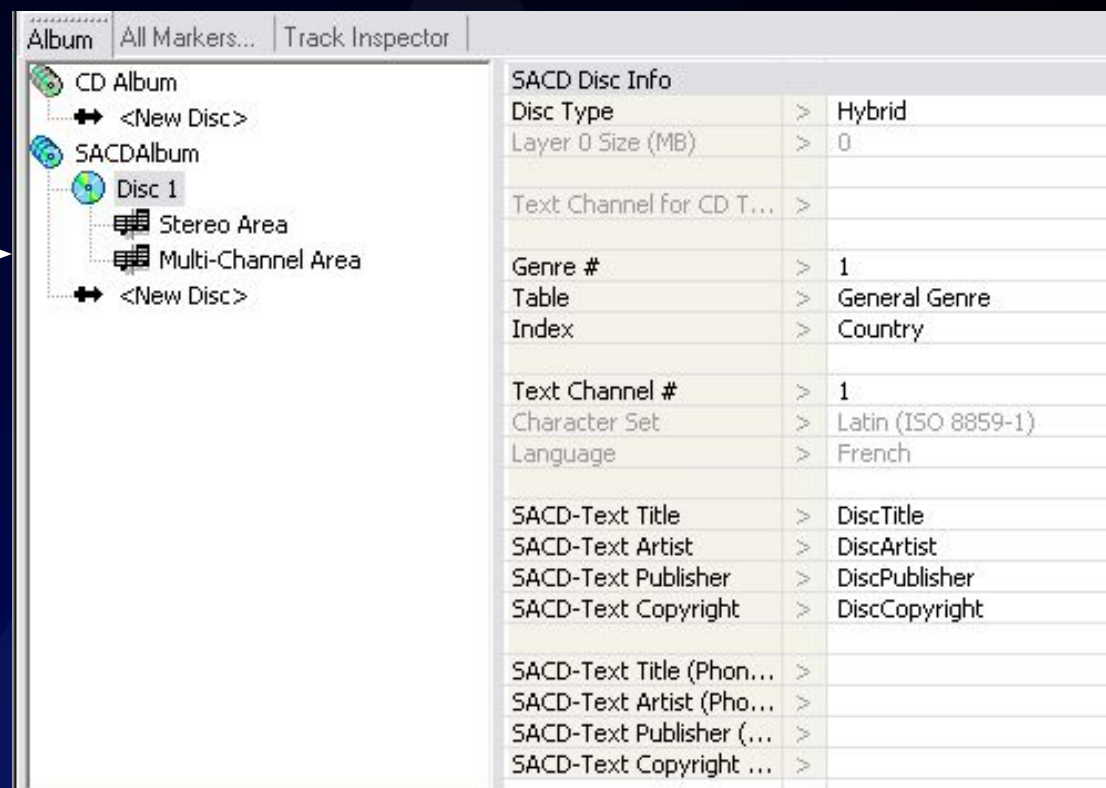 Album All Markers... Track Inspector
CD Album
<New Disc>
SACDAlbum
Disc 1
Stereo Area
Multi-Channel Area
<New Disc>
SACD Disc Info
Disc Type > Hybrid
Layer 0 Size (MB) > 0
Text Channel for CD T... >
Genre # > 1
Table > General Genre
Index > Country
Text Channel # > 1
Character Set > Latin (ISO 8859-1)
Language > French
SACD-Text Title > DiscTitle
SACD-Text Artist > DiscArtist
SACD-Text Publisher > DiscPublisher
SACD-Text Copyright > DiscCopyright
SACD-Text Title (Phon... >
SACD-Text Artist (Pho... >
SACD-Text Publisher (... >
SACD-Text Copyright ... >